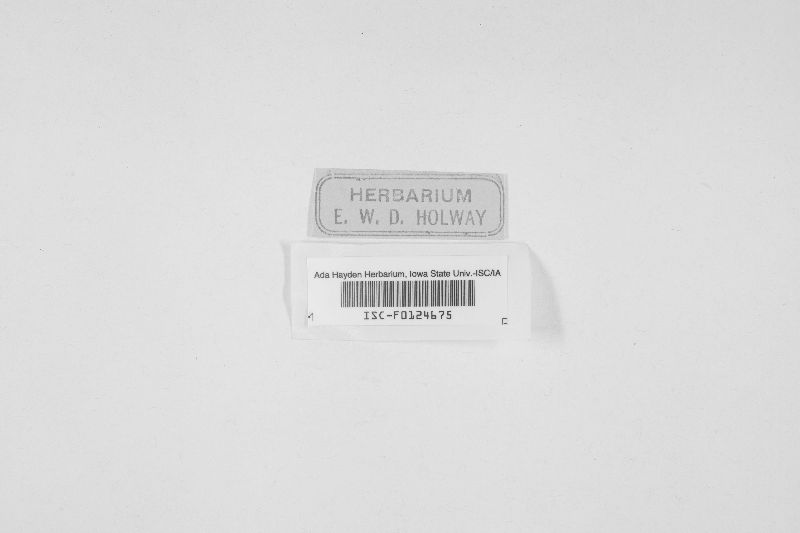 HERBARIUM
E. W. D. HOLWAY
Ada Hayden Herbarium, Iowa State Univ.-ISC/IA
ISC-F0124675